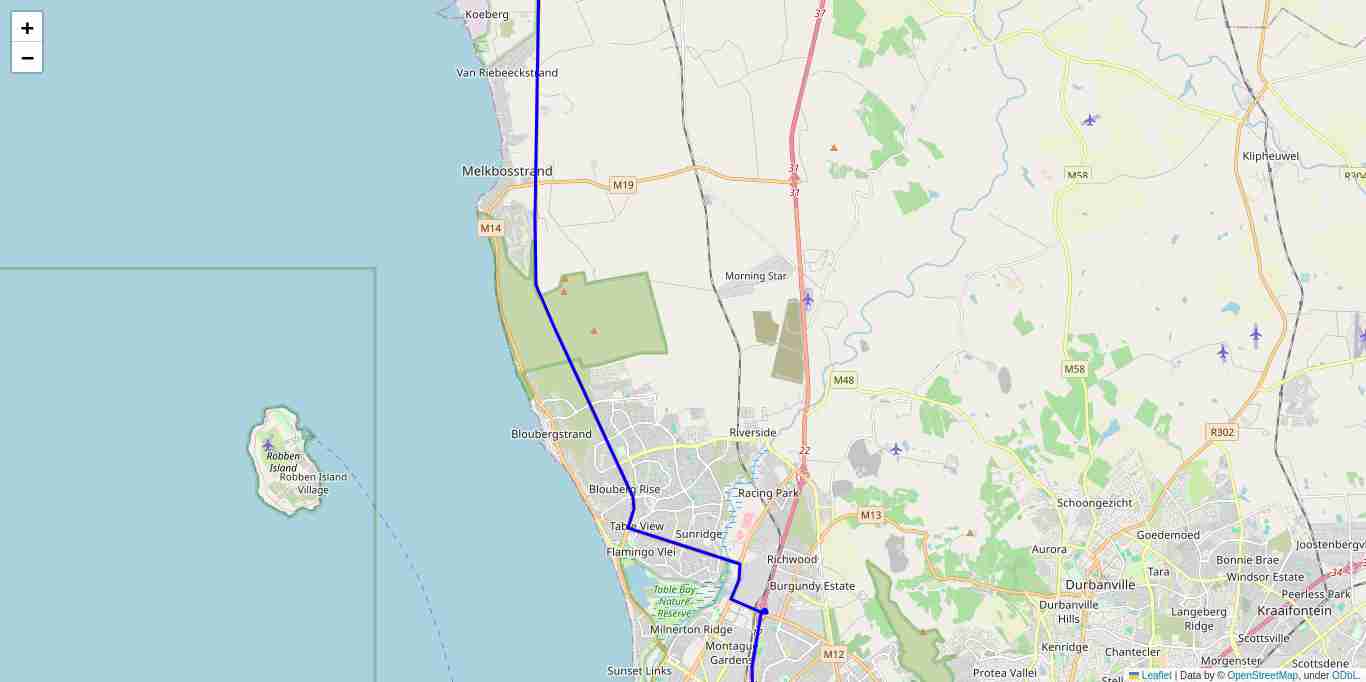 37
Koeberg
+
−
Van Riebeeckstrand
Klipheuwel
37
37
Melkbosstrand
M19
M58
M14
Morning Star
M58
M48
R302
Bloubergstrand
Riverside
22
Robben
Island
Robben Island
Village
Blouberg Rise
Racing Park
Schoongezicht
M13
Table View
Sunridge
Goedemoed
Flamingo Vlei
Richwood
Aurora
Joostenbergvl
Bonnie Brae
Burgundy Estate
Durbanville
Tara
34
Windsor Estate
Table Bay
Nature
Reserve
Peerless Park
Durbanville
Hills
Langeberg
Ridge
Kraaifontein
Milnerton Ridge
Montague
Gardens
M12
Kenridge
Chantecler
Scottsville
Sunset Links
Protea Valley
Morgenster
Scottsdene
Leaflet | Data by © OpenStreetMap, under ODbL.